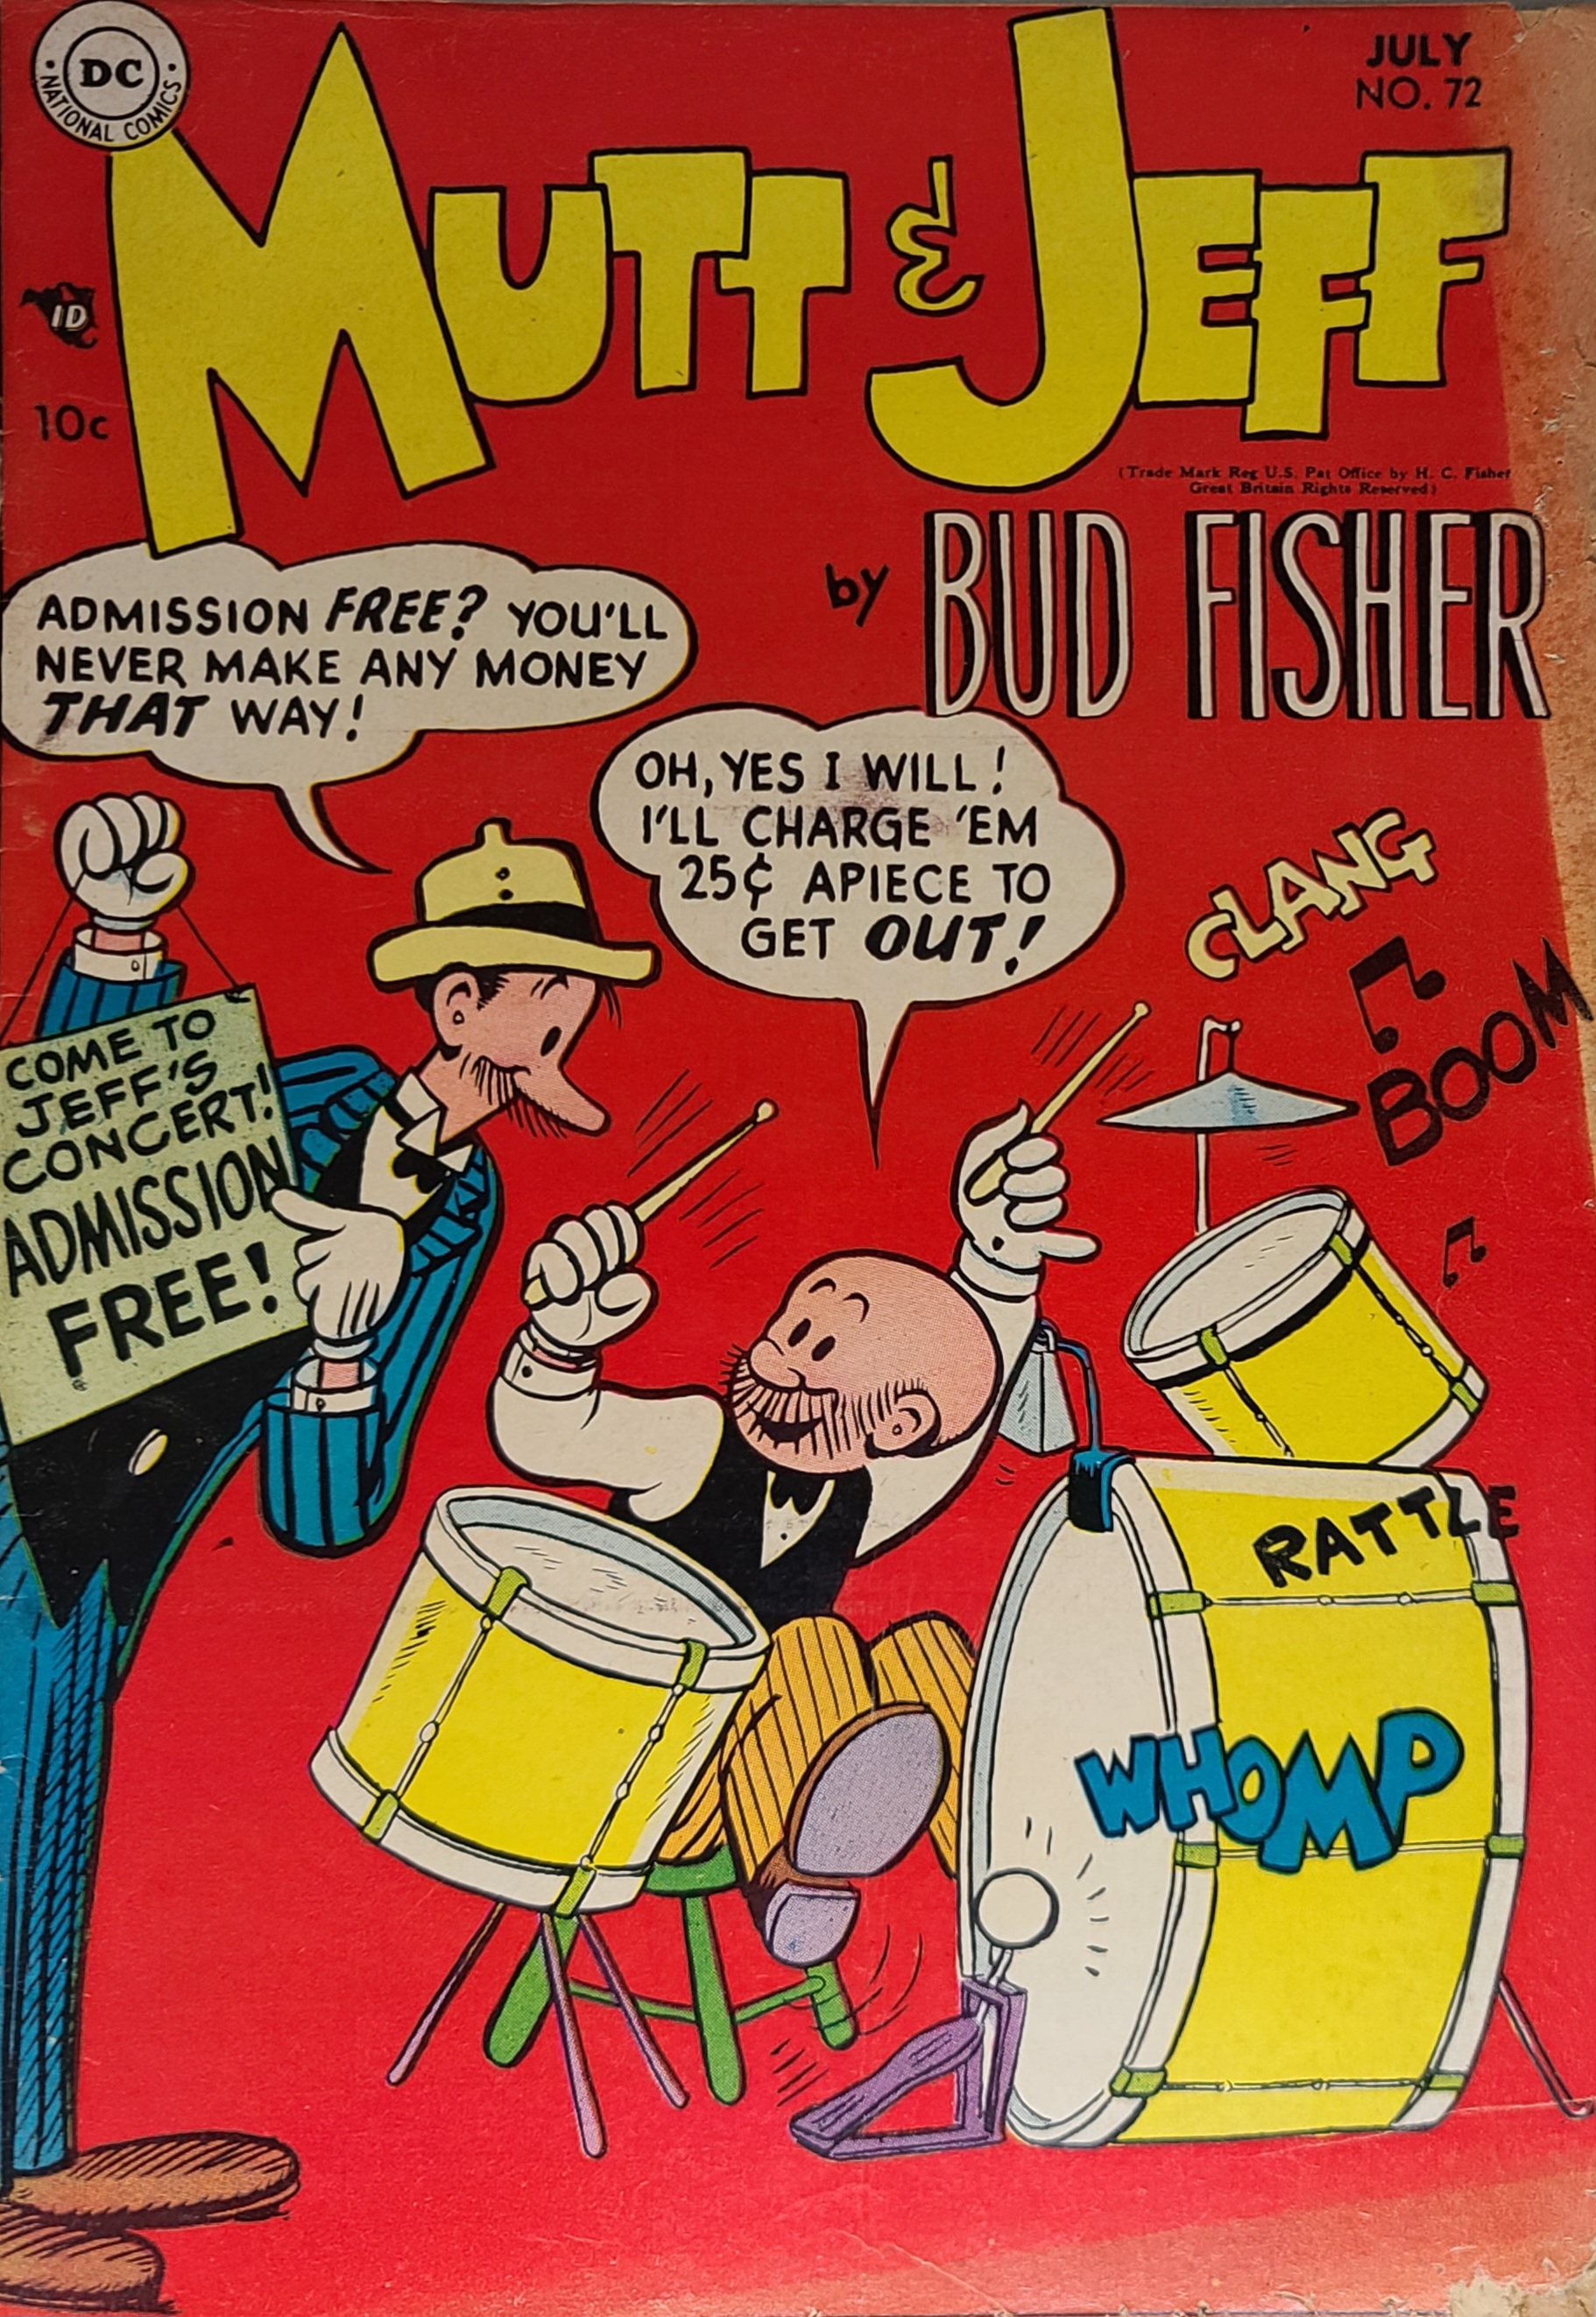 DC
NATIONAL COMICS
JULY
NO. 72
MUTT & JEFF
ID
10c
(Trade Mark Reg U.S. Pat Office by H. C. Fisher
Great Britain Rights Reserved)
by BUD FISHER
ADMISSION FREE? YOU'LL
NEVER MAKE ANY MONEY
THAT WAY!
OH, YES I WILL!
I'LL CHARGE 'EM
25¢ APIECE TO
GET OUT!
CLANG
BOOM
COME TO
JEFF'S
CONCERT!
ADMISSION
FREE!
RATTLE
WHOMP